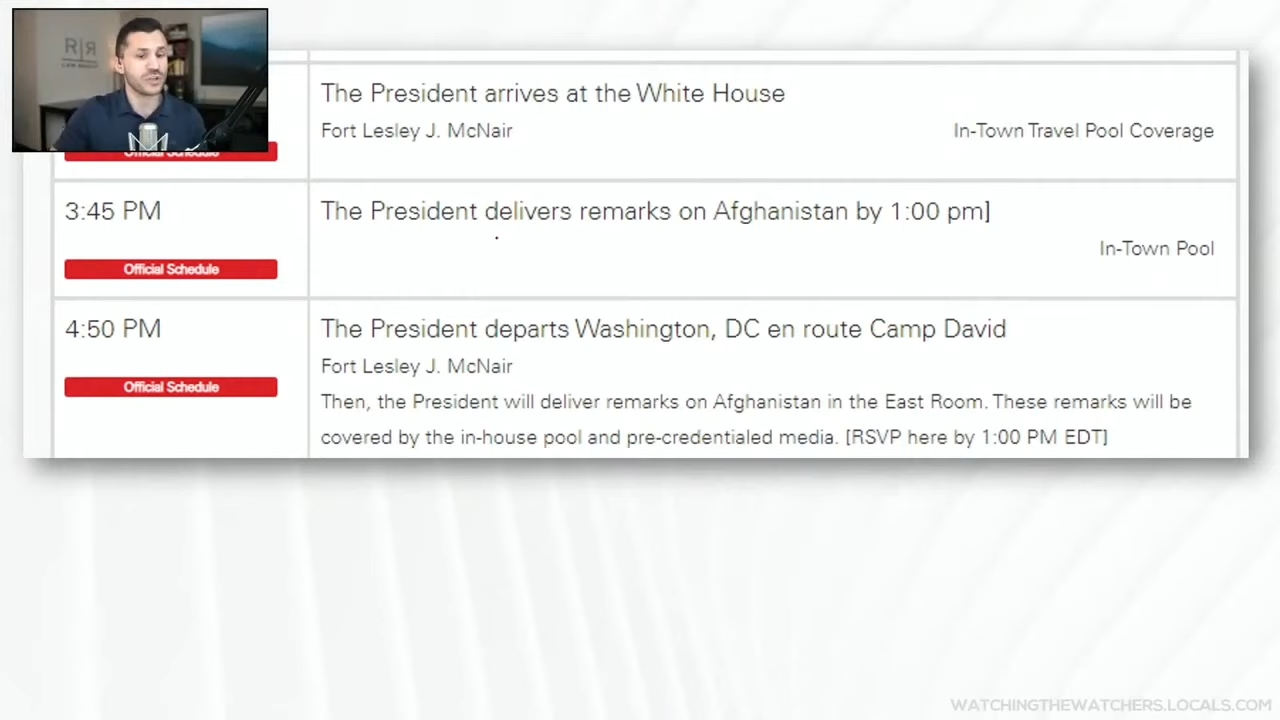 R|R
The President arrives at the White House
Fort Lesley J. McNair
In-Town Travel Pool Coverage
Official Schedule
3:45 PM
The President delivers remarks on Afghanistan by 1:00 pm]
In-Town Pool
Official Schedule
4:50 PM
The President departs Washington, DC en route Camp David
Fort Lesley J. McNair
Official Schedule
Then, the President will deliver remarks on Afghanistan in the East Room. These remarks will be
covered by the in-house pool and pre-credentialed media. [RSVP here by 1:00 PM EDT]
WATCHINGTHEWATCHERS.LOCALS.COM